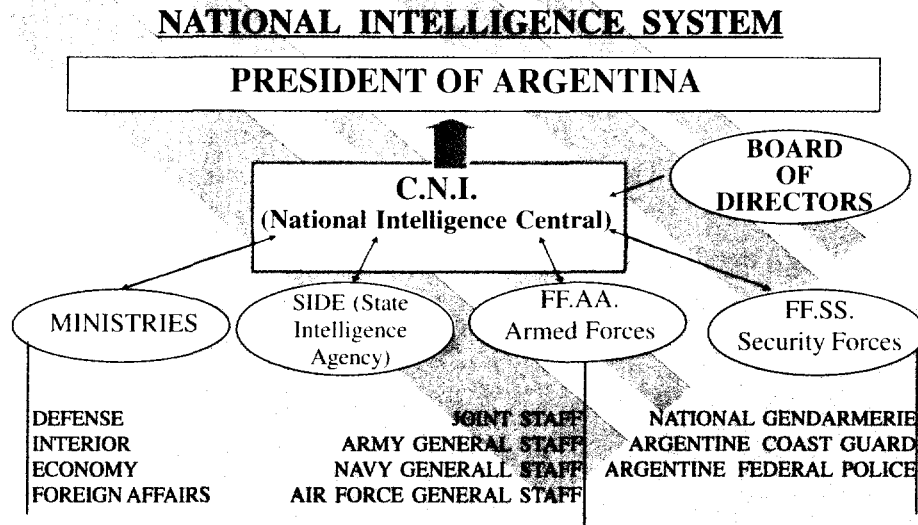 NATIONAL INTELLIGENCE SYSTEM
PRESIDENT OF ARGENTINA
BOARD
OF
DIRECTORS
C.N.I.
(National Intelligence Central)
MINISTRIES
SIDE (State
Intelligence
Agency)
FF.AA.
Armed Forces
FF.SS.
Security Forces
DEFENSE
INTERIOR
ECONOMY
FOREIGN AFFAIRS
JOINT STAFF
ARMY GENERAL STAFF
NAVY GENERALL STAFF
AIR FORCE GENERAL STAFF
NATIONAL GENDARMERIE
ARGENTINE COAST GUARD
ARGENTINE FEDERAL POLICE